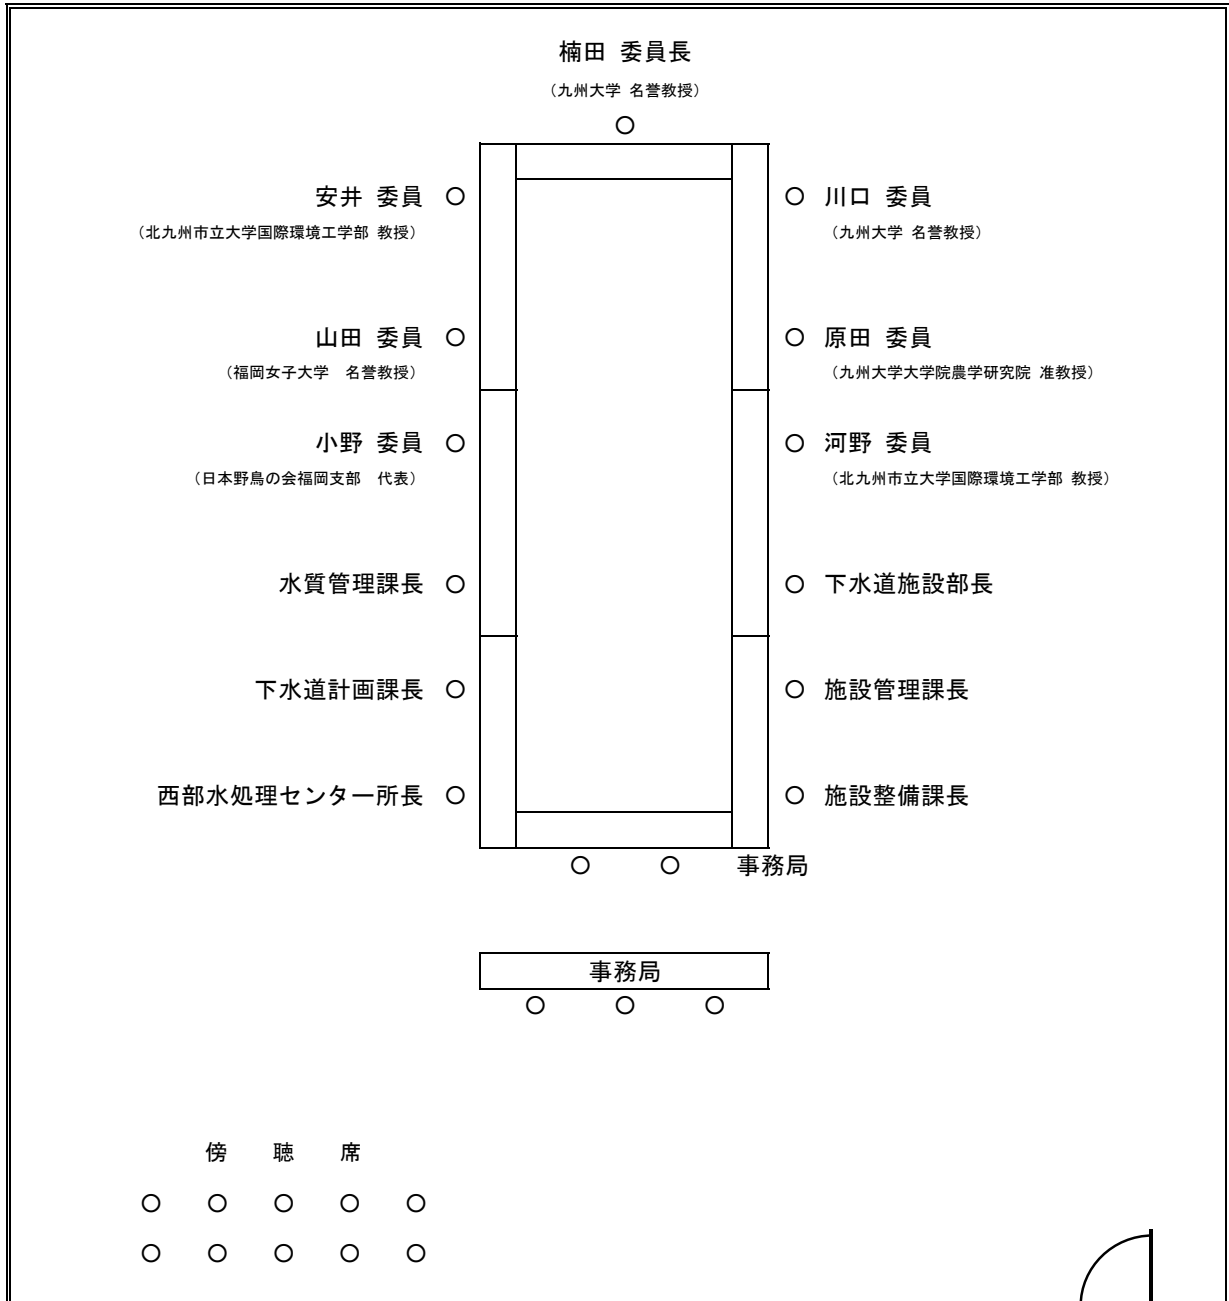 楠田 委員長
（九州大学 名誉教授）
○
安井 委員 ○ ○ 川口 委員
（北九州市立大学国際環境工学部 教授） （九州大学 名誉教授）
山田 委員 ○ ○ 原田 委員
（福岡女子大学　名誉教授） （九州大学大学院農学研究院 准教授）
小野 委員 ○ ○ 河野 委員
（日本野鳥の会福岡支部　代表） （北九州市立大学国際環境工学部 教授）
水質管理課長 ○ ○ 下水道施設部長
下水道計画課長 ○ ○ 施設管理課長
西部水処理センター所長 ○ ○ 施設整備課長
○ ○ 事務局
事務局
○ ○ ○
傍 聴 席
○ ○ ○ ○ ○
○ ○ ○ ○ ○